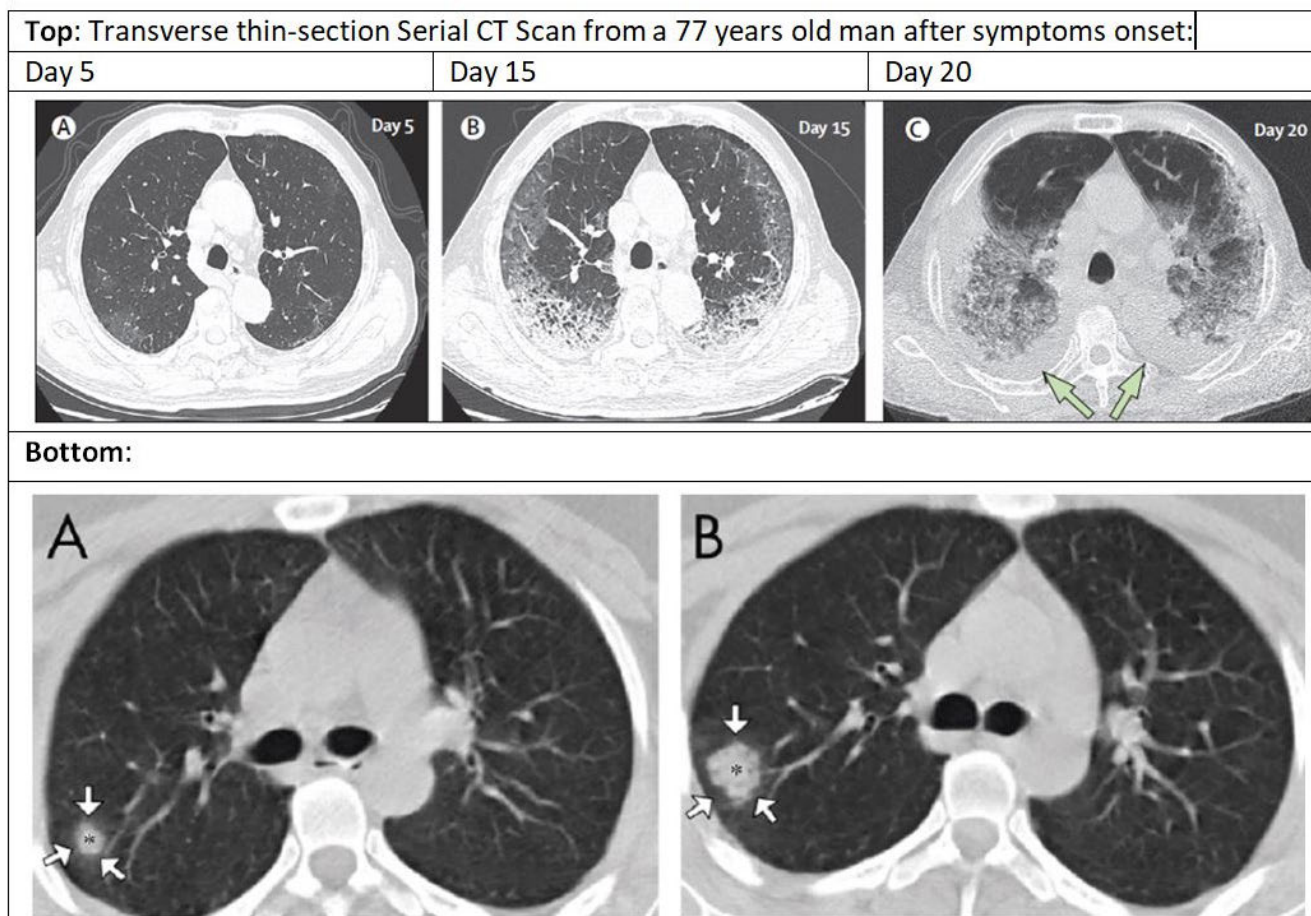 Top: Transverse thin-section Serial CT Scan from a 77 years old man after symptoms onset:
Day 5 Day 15 Day 20
A Day 5 B Day 15 C Day 20
Bottom:
A B
* *